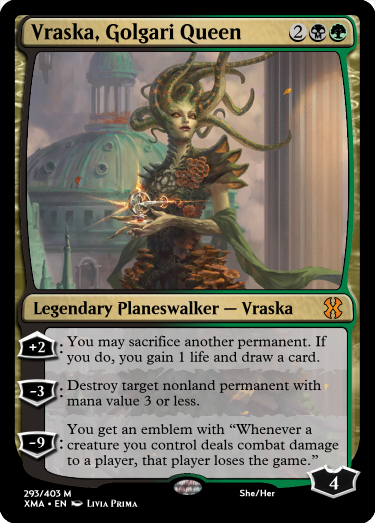 Vraska, Golgari Queen 2
Legendary Planeswalker — Vraska
+2: You may sacrifice another permanent. If
you do, you gain 1 life and draw a card.
-3: Destroy target nonland permanent with
mana value 3 or less.
-9: You get an emblem with “Whenever a
creature you control deals combat damage
to a player, that player loses the game.”
4
293/403 M
She/Her
XMA • EN Livia Prima